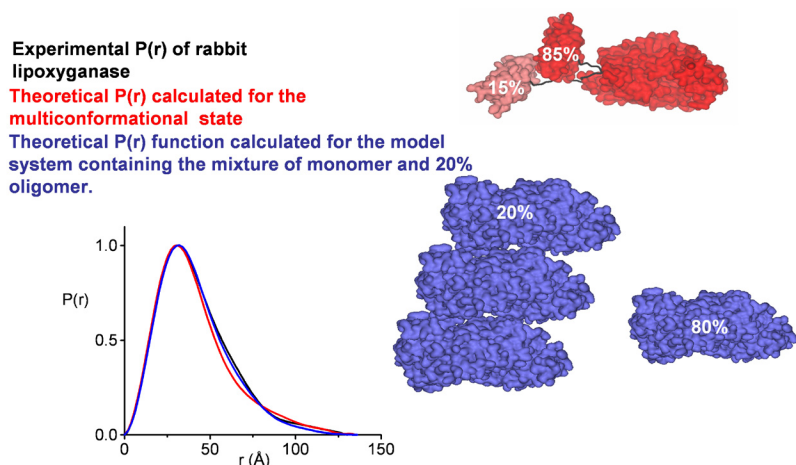 Experimental P(r) of rabbit
lipoxyganase
Theoretical P(r) calculated for the
multiconformational state
Theoretical P(r) function calculated for the model
system containing the mixture of monomer and 20%
oligomer.
85%
15%
20%
80%
P(r)
1.0
0.5
0.0
0
50
100
150
r (Å)